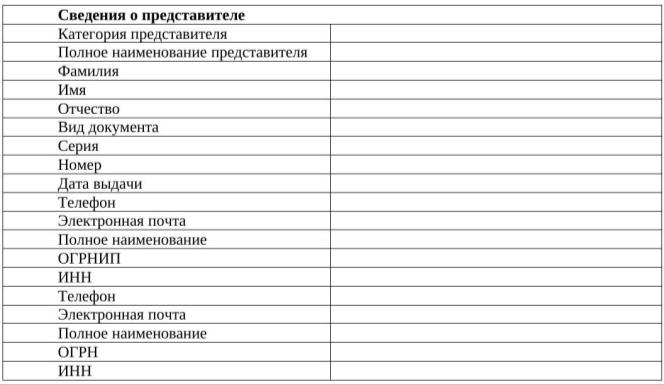 Сведения о представителе
Категория представителя
Полное наименование представителя
Фамилия
Имя
Отчество
Вид документа
Серия
Номер
Дата выдачи
Телефон
Электронная почта
Полное наименование
ОГРНИП
ИНН
Телефон
Электронная почта
Полное наименование
ОГРН
ИНН